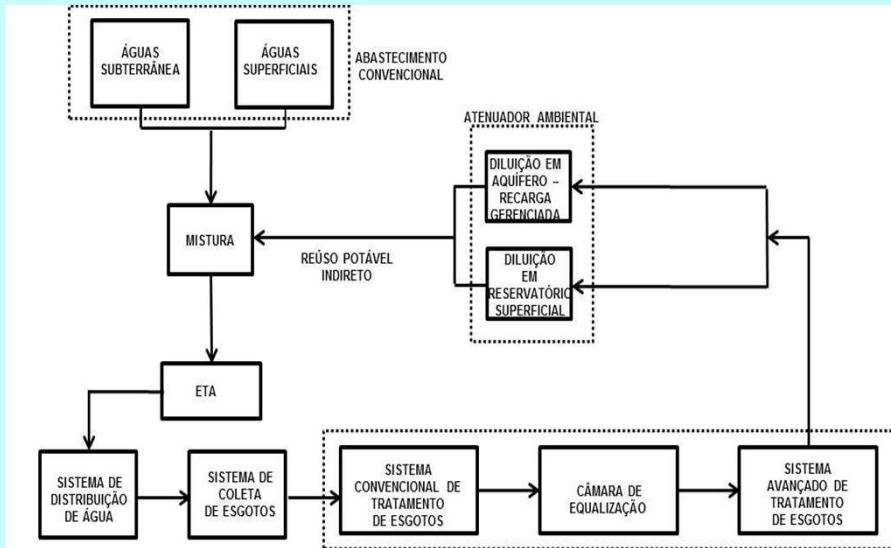 ÁGUAS
SUBTERRÂNEA
ÁGUAS
SUPERFICIAIS
ABASTECIMENTO
CONVENCIONAL
ATENUADOR AMBIENTAL
DILUIÇÃO EM
AQUÍFERO –
RECARGA
GERENCIADA
MISTURA
REÚSO POTÁVEL
INDIRETO
DILUIÇÃO
EM
RESERVATÓRIO
SUPERFICIAL
ETA
SISTEMA DE
DISTRIBUIÇÃO
DE ÁGUA
SISTEMA DE
COLETA
DE ESGOTOS
SISTEMA
CONVENCIONAL DE
TRATAMENTO
DE ESGOTOS
CÂMARA DE
EQUALIZAÇÃO
SISTEMA
AVANÇADO DE
TRATAMENTO
DE ESGOTOS